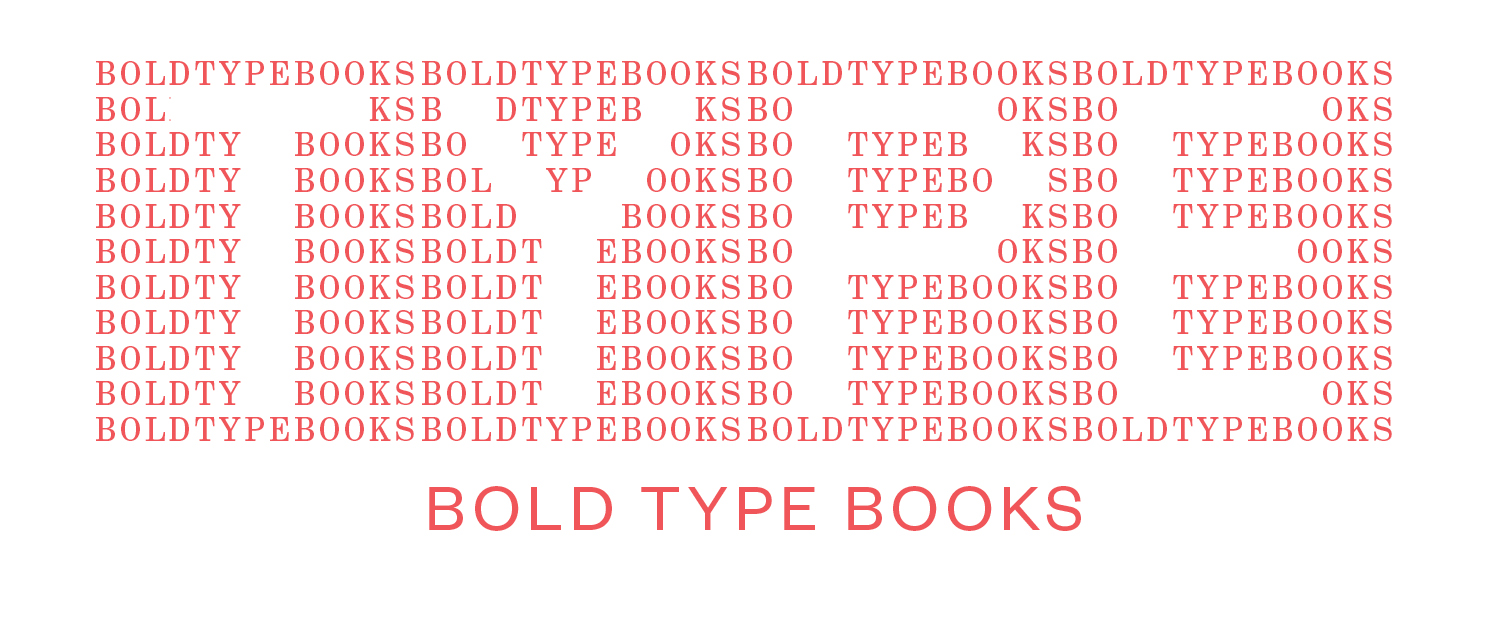 BOLDTYPEBOOKSBOLDTYPEBOOKSBOLDTYPEBOOKSBOLDTYPEBOOKS
BOL KSB DTYPEB KSBO OKSBO OKS
BOLDTY BOOKSBO TYPE OKSBO TYPEB KSBO TYPEBOOKS
BOLDTY BOOKSBOL YP OOKSBO TYPEBO SBO TYPEBOOKS
BOLDTY BOOKSBOLD BOOKSBO TYPEB KSBO TYPEBOOKS
BOLDTY BOOKSBOLDT EBOOKSBO OKSBO OOKS
BOLDTY BOOKSBOLDT EBOOKSBO TYPEBOOKSBO TYPEBOOKS
BOLDTY BOOKSBOLDT EBOOKSBO TYPEBOOKSBO TYPEBOOKS
BOLDTY BOOKSBOLDT EBOOKSBO TYPEBOOKSBO TYPEBOOKS
BOLDTY BOOKSBOLDT EBOOKSBO TYPEBOOKSBO OKS
BOLDTYPEBOOKSBOLDTYPEBOOKSBOLDTYPEBOOKSBOLDTYPEBOOKS
BOLD TYPE BOOKS